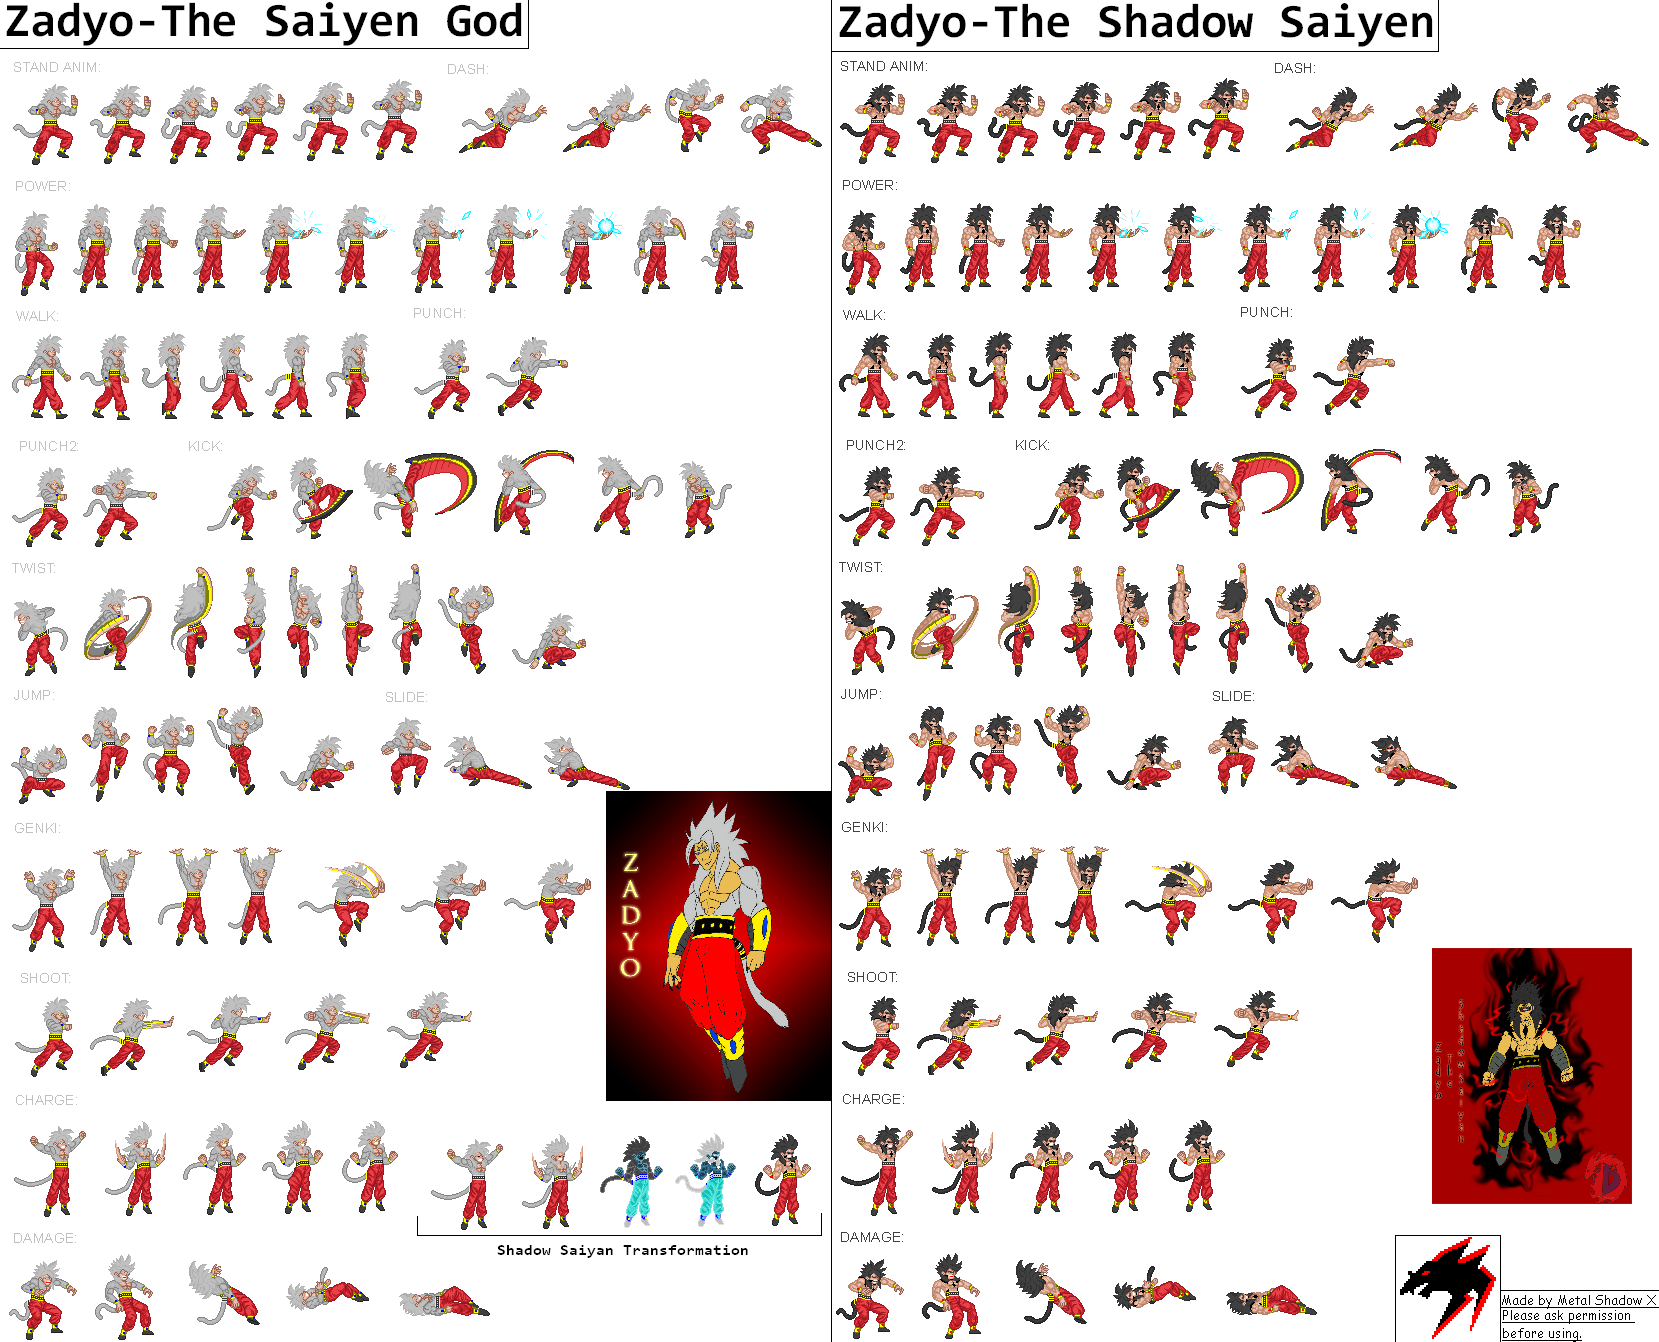 Zadyo-The Saiyen God
STAND ANIM:
DASH:
POWER:
WALK:
PUNCH:
PUNCH2:
KICK:
TWIST:
JUMP:
SLIDE:
GENKI:
SHOOT:
CHARGE:
DAMAGE:
ZADYO
Shadow Saiyan Transformation
Zadyo-The Shadow Saiyen
STAND ANIM:
DASH:
POWER:
WALK:
PUNCH:
PUNCH2:
KICK:
TWIST:
JUMP:
SLIDE:
GENKI:
SHOOT:
CHARGE:
DAMAGE:
Zadyo
The
Made by Metal Shadow X
Please ask permission
before using.